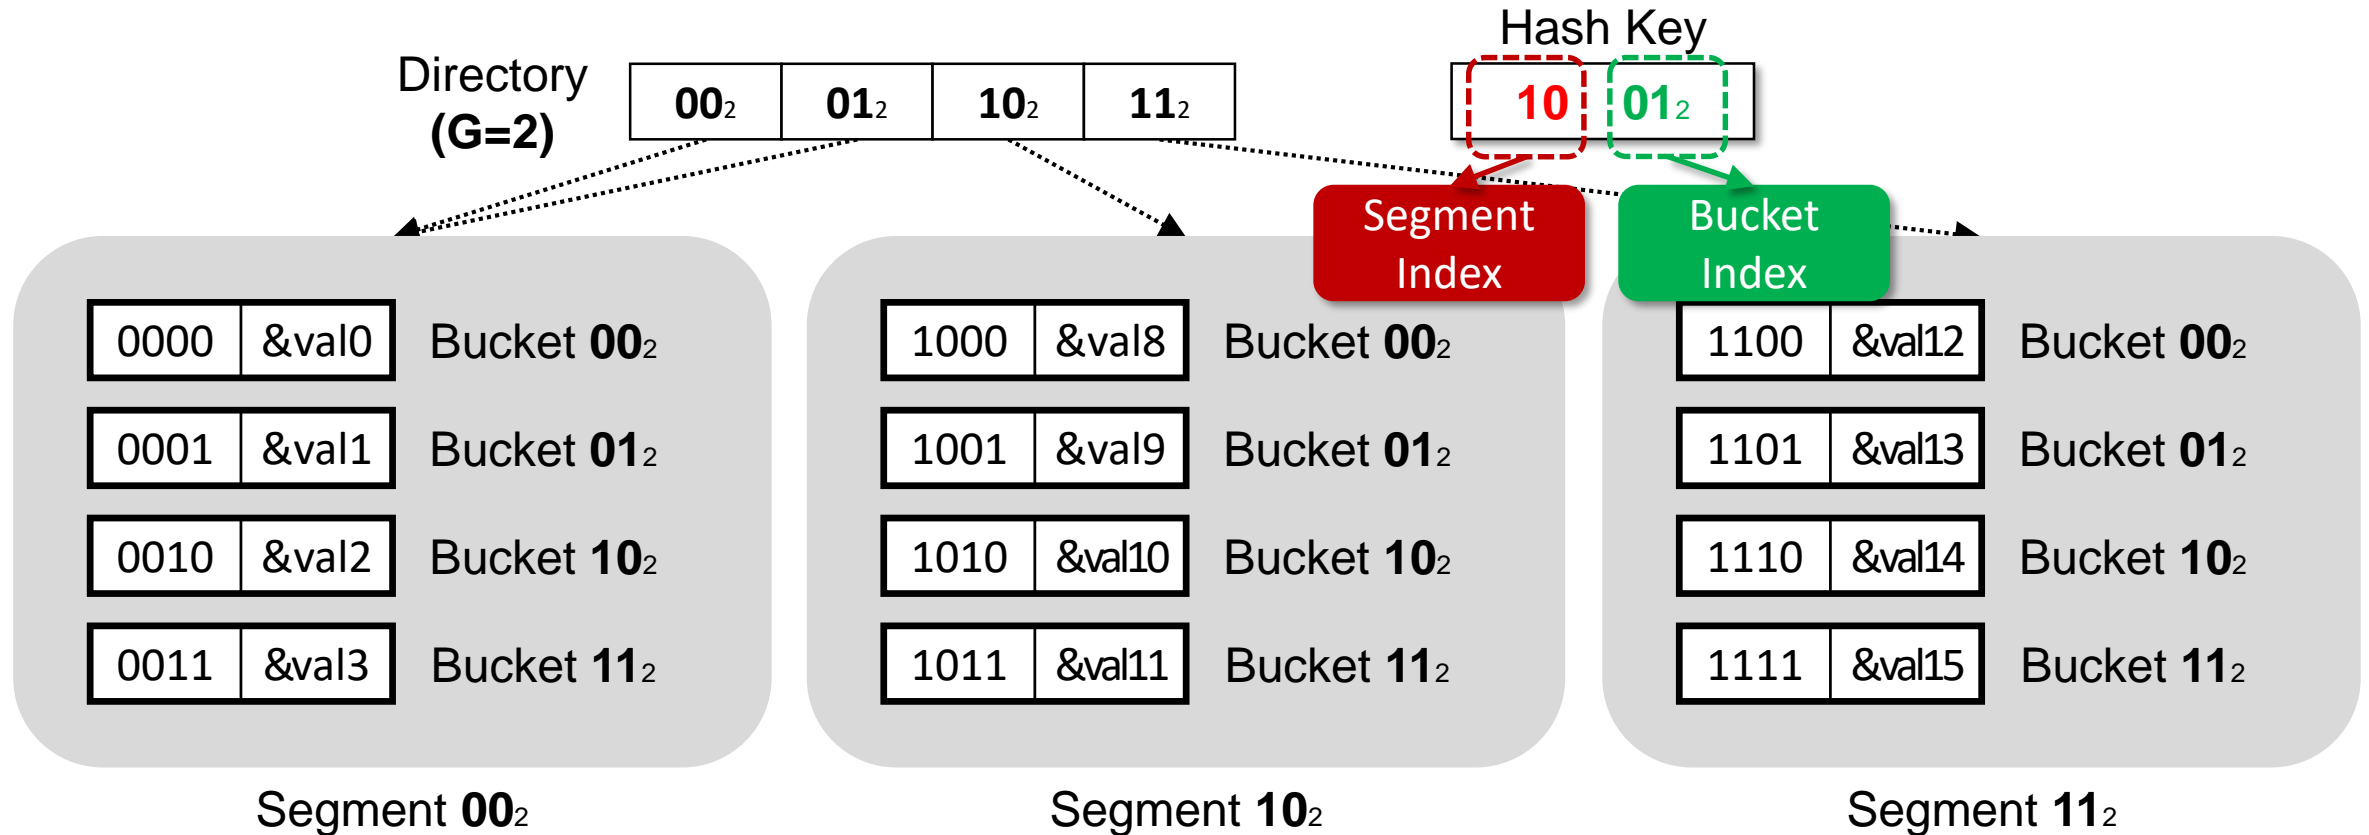 Hash Key
Directory
(G=2)
00₂ 01₂ 10₂ 11₂
10 01₂
Segment
Index
Bucket
Index
0000 &val0 Bucket 00₂
0001 &val1 Bucket 01₂
0010 &val2 Bucket 10₂
0011 &val3 Bucket 11₂
Segment 00₂
1000 &val8 Bucket 00₂
1001 &val9 Bucket 01₂
1010 &val10 Bucket 10₂
1011 &val11 Bucket 11₂
Segment 10₂
1100 &val12 Bucket 00₂
1101 &val13 Bucket 01₂
1110 &val14 Bucket 10₂
1111 &val15 Bucket 11₂
Segment 11₂